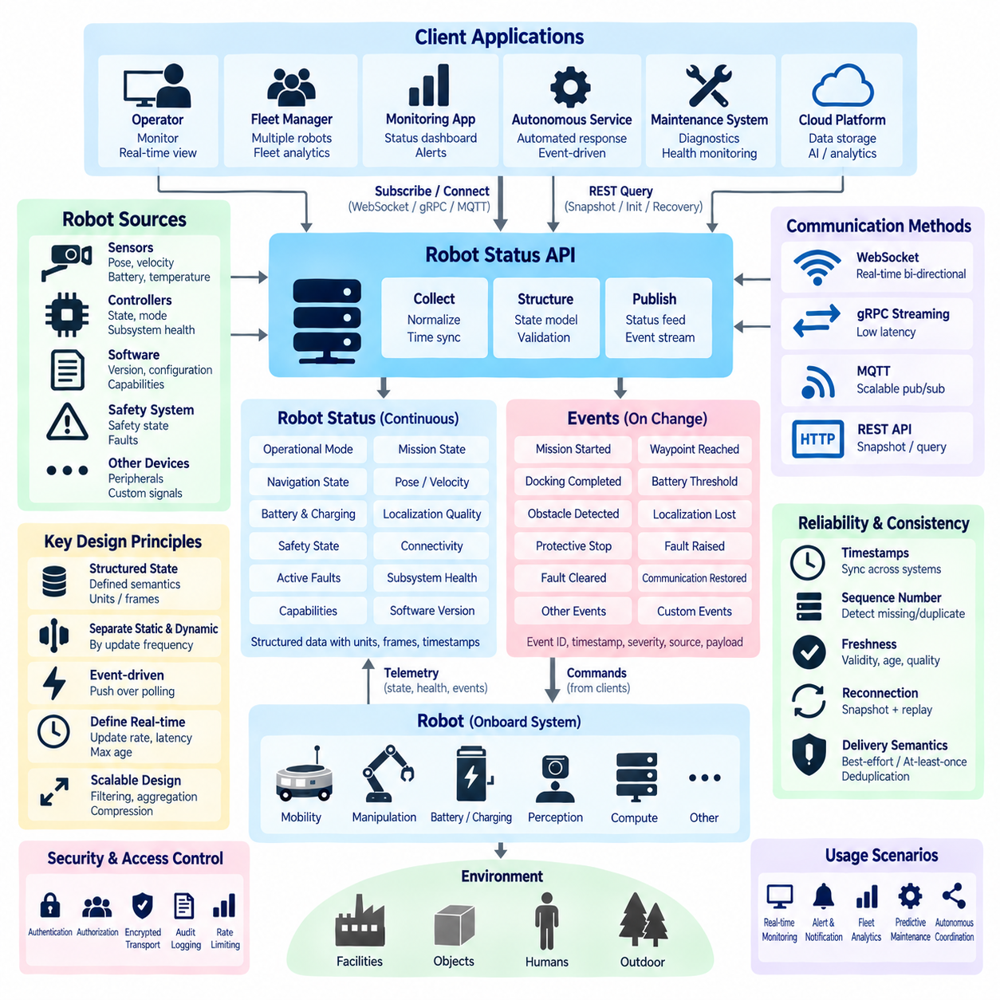 Client Applications
Operator
Monitor
Real-time view
Fleet Manager
Multiple robots
Fleet analytics
Monitoring App
Status dashboard
Alerts
Autonomous Service
Automated response
Event-driven
Maintenance System
Diagnostics
Health monitoring
Cloud Platform
Data storage
AI / analytics
Subscribe / Connect
(WebSocket / gRPC / MQTT)
REST Query
(Snapshot / Init / Recovery)
Robot Sources
Sensors
Pose, velocity
Battery, temperature
Controllers
State, mode
Subsystem health
Software
Version, configuration
Capabilities
Safety System
Safety state
Faults
Other Devices
Peripherals
Custom signals
Robot Status API
Collect
Normalize
Time sync
Structure
State model
Validation
Publish
Status feed
Event stream
Communication Methods
WebSocket
Real-time bi-directional
gRPC Streaming
Low latency
MQTT
Scalable pub/sub
HTTP
REST API
Snapshot / query
Robot Status (Continuous)
Operational Mode
Mission State
Navigation State
Pose / Velocity
Battery & Charging
Localization Quality
Safety State
Connectivity
Active Faults
Subsystem Health
Capabilities
Software Version
Structured data with units, frames, timestamps
Events (On Change)
Mission Started
Waypoint Reached
Docking Completed
Battery Threshold
Obstacle Detected
Localization Lost
Protective Stop
Fault Raised
Fault Cleared
Communication Restored
Other Events
Custom Events
Event ID, timestamp, severity, source, payload
Key Design Principles
Structured State
Defined semantics
Units / frames
Separate Static & Dynamic
By update frequency
Event-driven
Push over polling
Define Real-time
Update rate, latency
Max age
Scalable Design
Filtering, aggregation
Compression
Reliability & Consistency
Timestamps
Sync across systems
Sequence Number
Detect missing/duplicate
Freshness
Validity, age, quality
Reconnection
Snapshot + replay
Delivery Semantics
Best-effort / At-least-once
Deduplication
Telemetry
(state, health, events)
Commands
(from clients)
Robot (Onboard System)
Mobility
Manipulation
Battery / Charging
Perception
Compute
Other
Security & Access Control
Authentication
Authorization
Encrypted
Transport
Audit
Logging
Rate
Limiting
Environment
Facilities
Objects
Humans
Outdoor
Usage Scenarios
Real-time
Monitoring
Alert &
Notification
Fleet
Analytics
Predictive
Maintenance
Autonomous
Coordination